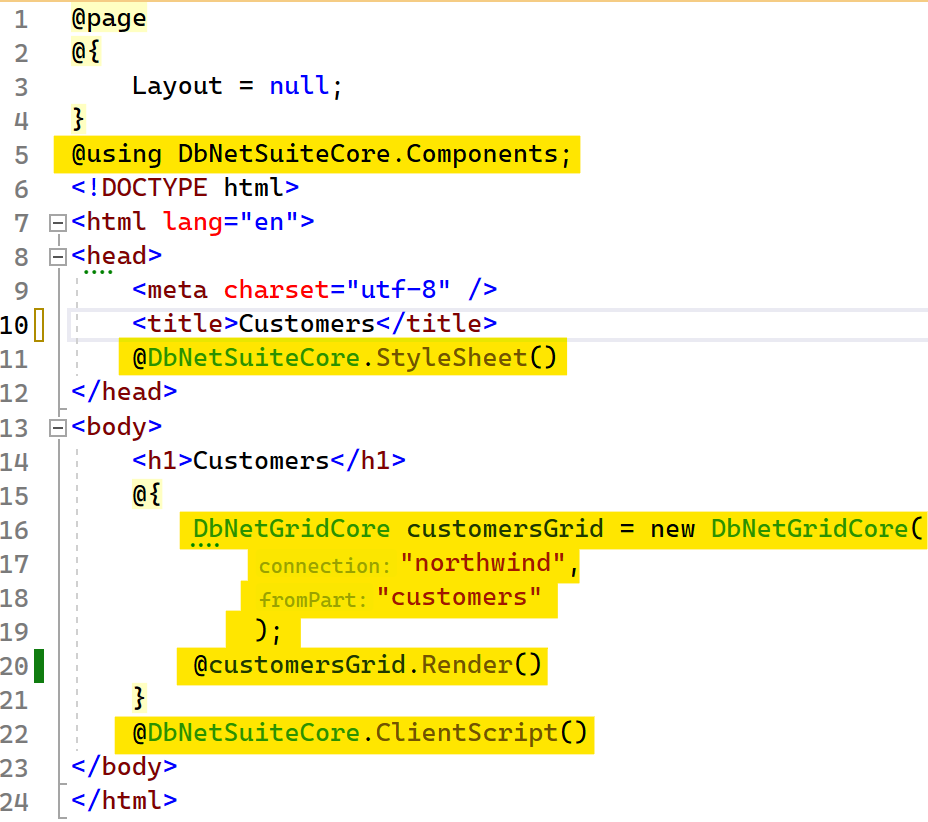 1 @page
2 @{
3 Layout = null;
4 }
5 @using DbNetSuiteCore.Components;
6 <!DOCTYPE html>
7 <html lang="en">
8 <head>
9 <meta charset="utf-8" />
10 <title>Customers</title>
11 @DbNetSuiteCore.StyleSheet()
12 </head>
13 <body>
14 <h1>Customers</h1>
15 @{
16 DbNetGridCore customersGrid = new DbNetGridCore(
17 connection: "northwind",
18 fromPart: "customers"
19 );
20 @customersGrid.Render()
21 }
22 @DbNetSuiteCore.ClientScript()
23 </body>
24 </html>